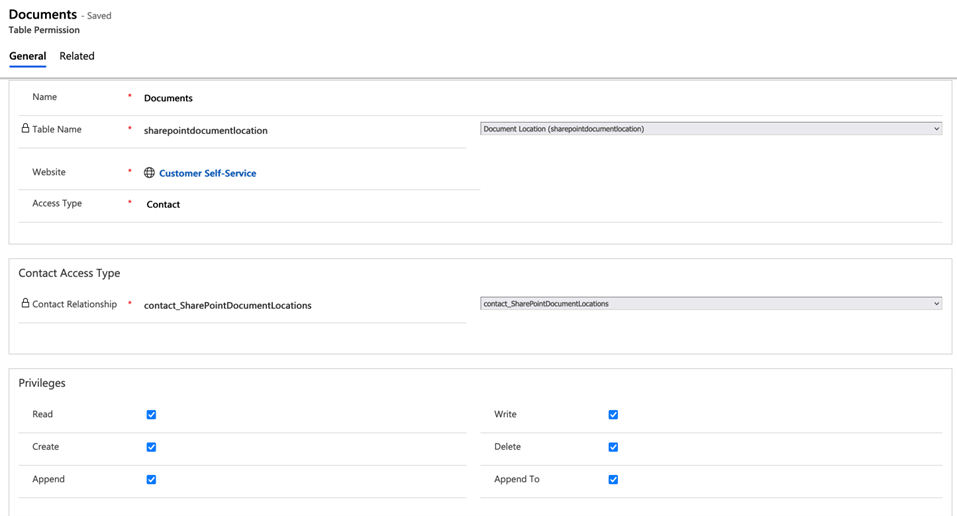 Documents - Saved
Table Permission
General Related
Name * Documents
Table Name * sharepointdocumentlocation Document Location (sharepointdocumentlocation)
Website * Customer Self-Service
Access Type * Contact
Contact Access Type
Contact Relationship * contact_SharePointDocumentLocations contact_SharePointDocumentLocations
Privileges
Read Write
Create Delete
Append Append To